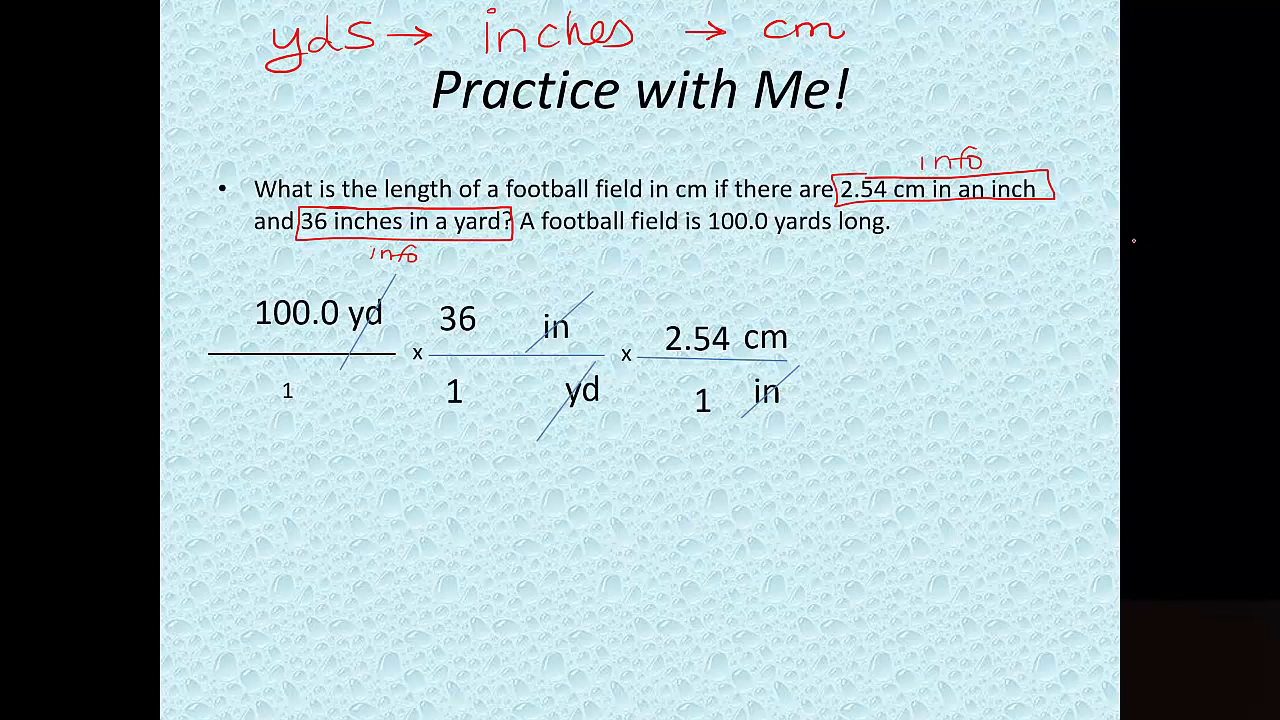 yds → inches → cm
Practice with Me!
info
• What is the length of a football field in cm if there are 2.54 cm in an inch
and 36 inches in a yard? A football field is 100.0 yards long.
info
100.0 yd x 36 in x 2.54 cm
1 1 yd 1 in